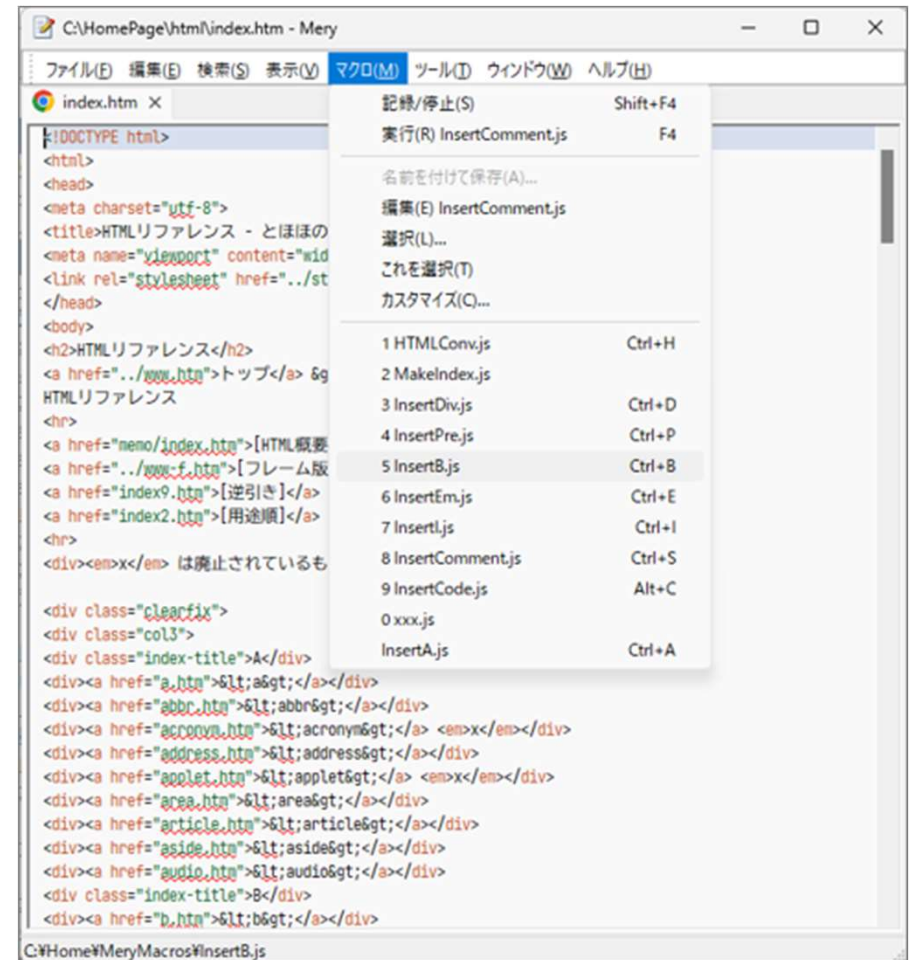 C:\HomePage\html\index.htm - Mery
ファイル(F) 編集(E) 検索(S) 表示(V) マクロ(M) ツール(T) ウィンドウ(W) ヘルプ(H)
index.htm ×
記録/停止(S) Shift+F4
実行(R) InsertComment.js F4
名前を付けて保存(A)...
編集(E) InsertComment.js
選択(L)...
これを選択(T)
カスタマイズ(C)...
1 HTMLConv.js Ctrl+H
2 MakeIndex.js
3 InsertDiv.js Ctrl+D
4 InsertPre.js Ctrl+P
5 InsertB.js Ctrl+B
6 InsertEm.js Ctrl+E
7 InsertI.js Ctrl+I
8 InsertComment.js Ctrl+S
9 InsertCode.js Alt+C
0 xxx.js
InsertA.js Ctrl+A
<!DOCTYPE html>
<html>
<head>
<meta charset="utf-8">
<title>HTMLリファレンス - とほほの
<meta name="viewport" content="wid
<link rel="stylesheet" href="../st
</head>
<body>
<h2>HTMLリファレンス</h2>
<a href="../www.htm">トップ</a> &g
HTMLリファレンス
<hr>
<a href="memo/index.htm">[HTML概要
<a href="../www-f.htm">[フレーム版
<a href="index9.htm">[逆引き]</a>
<a href="index2.htm">[用途順]</a>
<hr>
<div><em>x</em> は廃止されているも
<div class="clearfix">
<div class="col3">
<div class="index-title">A</div>
<div><a href="a.htm">&lt;a&gt;</a></div>
<div><a href="abbr.htm">&lt;abbr&gt;</a></div>
<div><a href="acronym.htm">&lt;acronym&gt;</a> <em>x</em></div>
<div><a href="address.htm">&lt;address&gt;</a></div>
<div><a href="applet.htm">&lt;applet&gt;</a> <em>x</em></div>
<div><a href="area.htm">&lt;area&gt;</a></div>
<div><a href="article.htm">&lt;article&gt;</a></div>
<div><a href="aside.htm">&lt;aside&gt;</a></div>
<div><a href="audio.htm">&lt;audio&gt;</a></div>
<div class="index-title">B</div>
<div><a href="b.htm">&lt;b&gt;</a></div>
C:¥Home¥MeryMacros¥InsertB.js